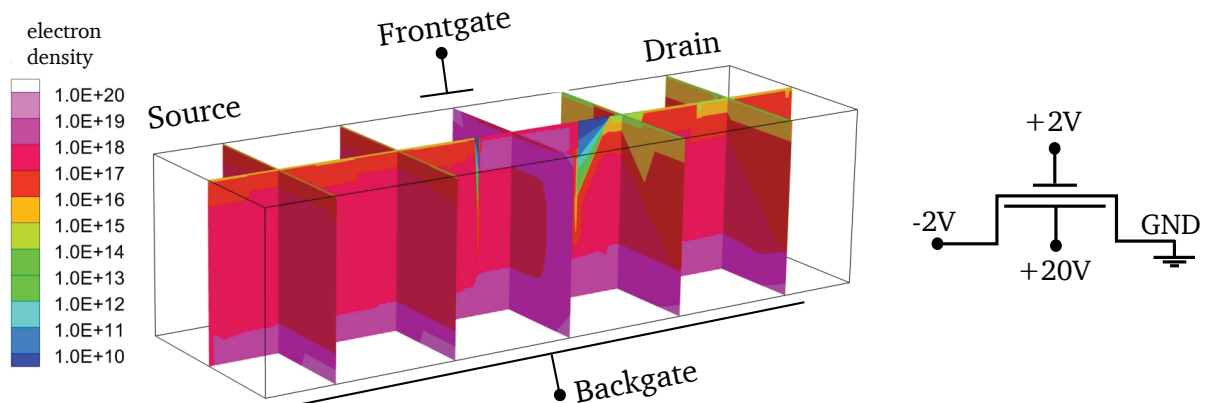 electron
density
1.0E+20
1.0E+19
1.0E+18
1.0E+17
1.0E+16
1.0E+15
1.0E+14
1.0E+13
1.0E+12
1.0E+11
1.0E+10
Source
Frontgate
Drain
Backgate
+2V
-2V
GND
+20V